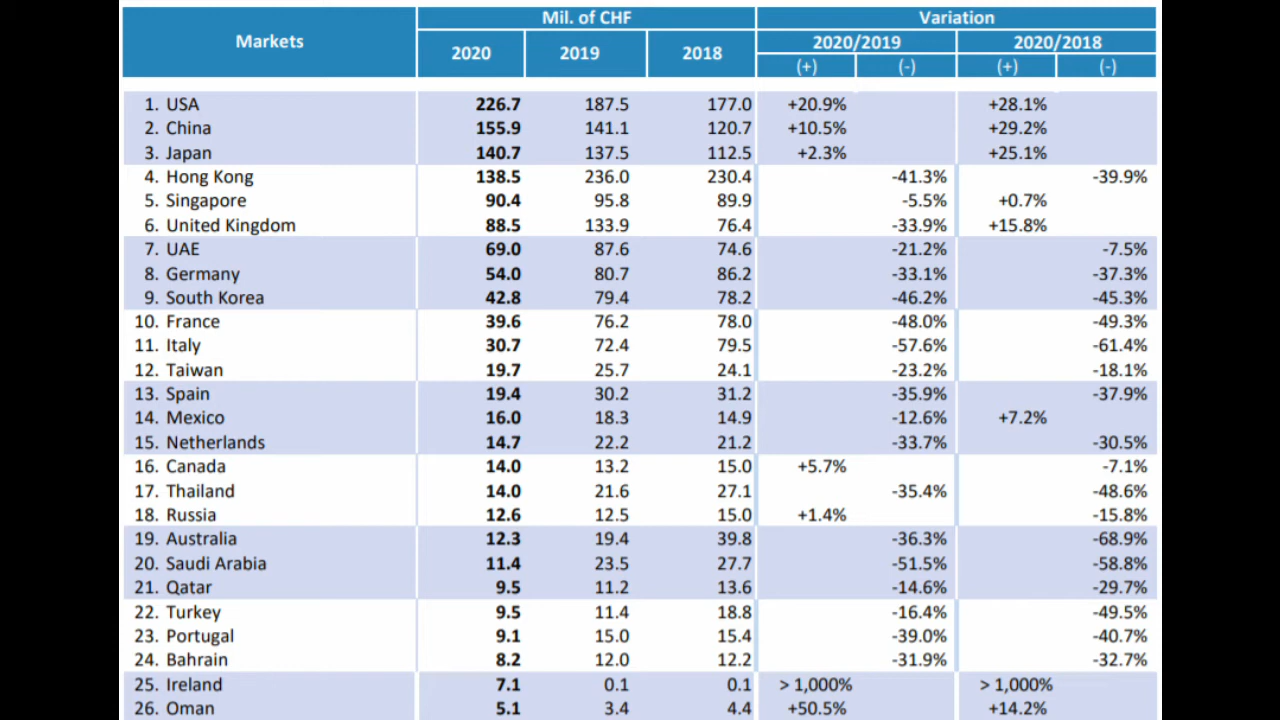 Markets Mil. of CHF Variation
2020 2019 2018 2020/2019 2020/2018
(+) (-) (+) (-)
1. USA 226.7 187.5 177.0 +20.9% +28.1%
2. China 155.9 141.1 120.7 +10.5% +29.2%
3. Japan 140.7 137.5 112.5 +2.3% +25.1%
4. Hong Kong 138.5 236.0 230.4 -41.3% -39.9%
5. Singapore 90.4 95.8 89.9 -5.5% +0.7%
6. United Kingdom 88.5 133.9 76.4 -33.9% +15.8%
7. UAE 69.0 87.6 74.6 -21.2% -7.5%
8. Germany 54.0 80.7 86.2 -33.1% -37.3%
9. South Korea 42.8 79.4 78.2 -46.2% -45.3%
10. France 39.6 76.2 78.0 -48.0% -49.3%
11. Italy 30.7 72.4 79.5 -57.6% -61.4%
12. Taiwan 19.7 25.7 24.1 -23.2% -18.1%
13. Spain 19.4 30.2 31.2 -35.9% -37.9%
14. Mexico 16.0 18.3 14.9 -12.6% +7.2%
15. Netherlands 14.7 22.2 21.2 -33.7% -30.5%
16. Canada 14.0 13.2 15.0 +5.7% -7.1%
17. Thailand 14.0 21.6 27.1 -35.4% -48.6%
18. Russia 12.6 12.5 15.0 +1.4% -15.8%
19. Australia 12.3 19.4 39.8 -36.3% -68.9%
20. Saudi Arabia 11.4 23.5 27.7 -51.5% -58.8%
21. Qatar 9.5 11.2 13.6 -14.6% -29.7%
22. Turkey 9.5 11.4 18.8 -16.4% -49.5%
23. Portugal 9.1 15.0 15.4 -39.0% -40.7%
24. Bahrain 8.2 12.0 12.2 -31.9% -32.7%
25. Ireland 7.1 0.1 0.1 > 1,000% > 1,000%
26. Oman 5.1 3.4 4.4 +50.5% +14.2%